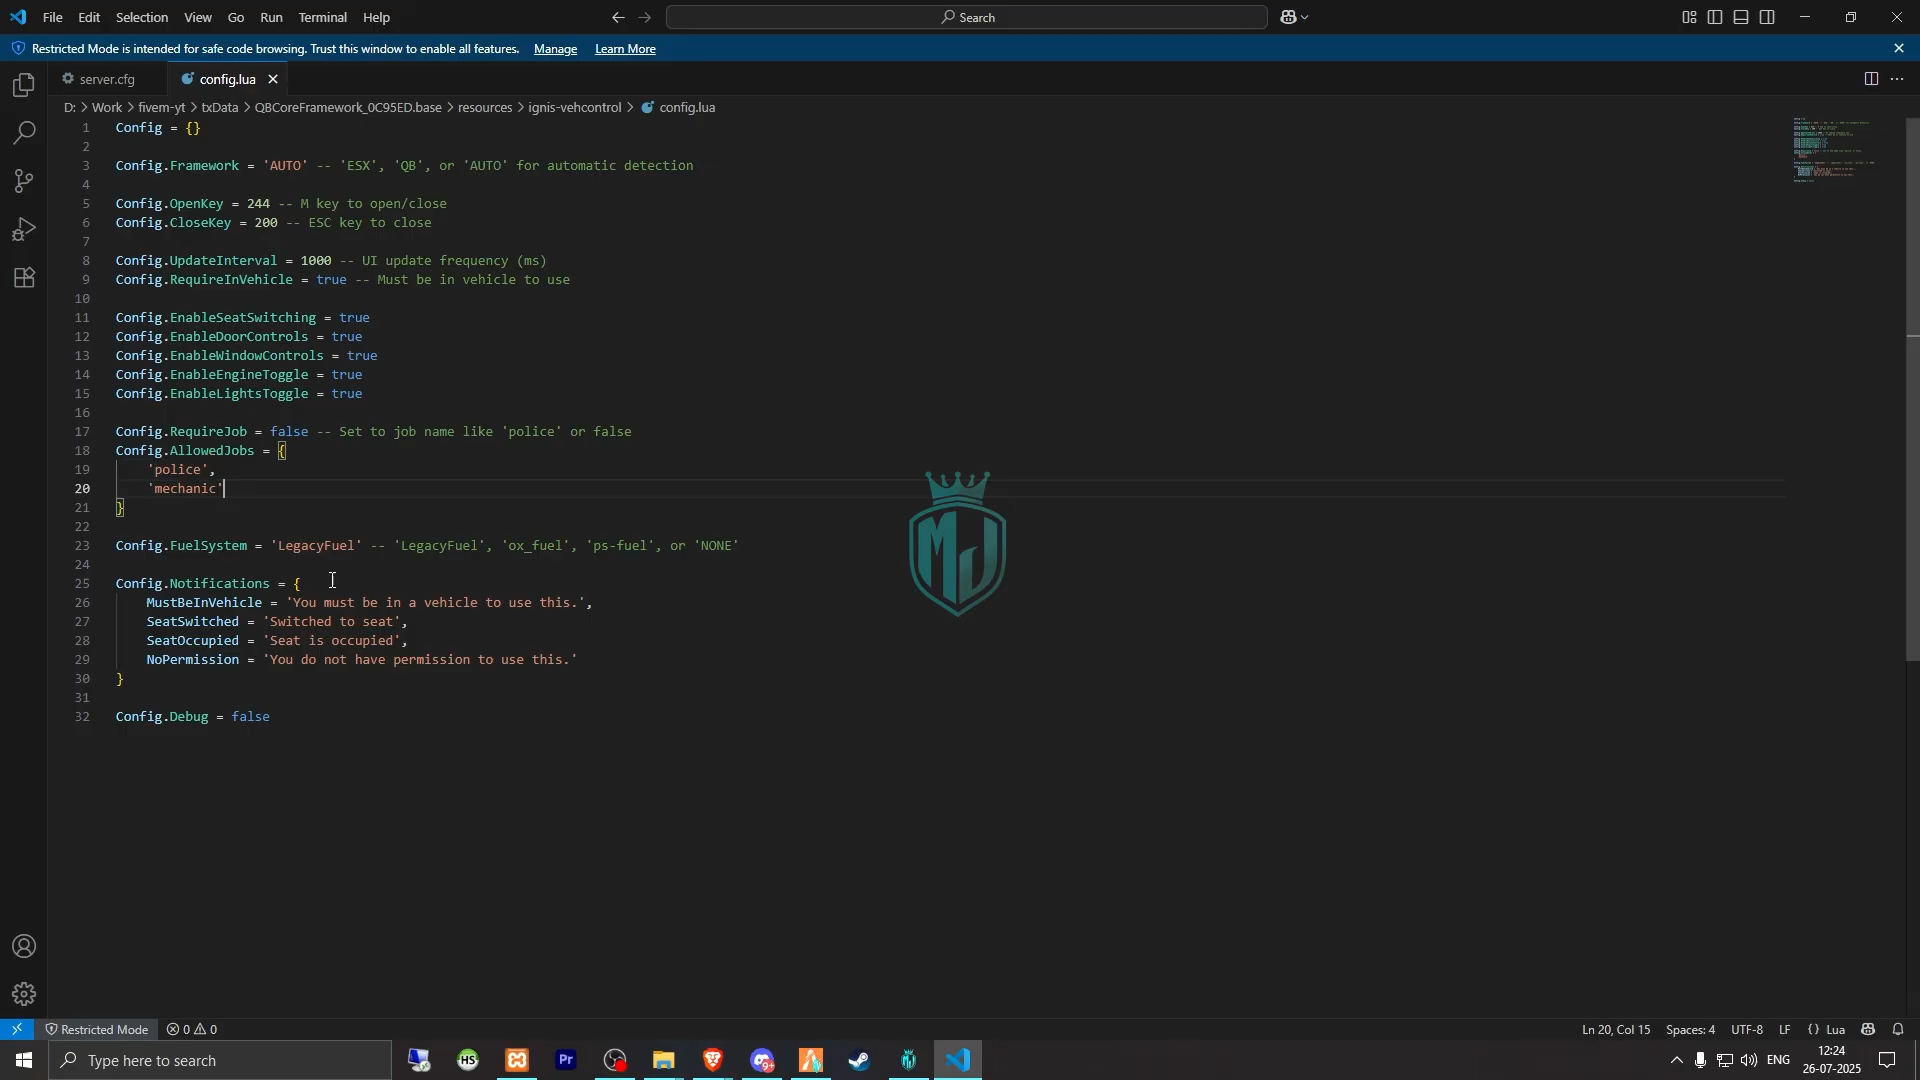 File Edit Selection View Go Run Terminal Help
Search
Restricted Mode is intended for safe code browsing. Trust this window to enable all features. Manage Learn More
server.cfg
config.lua
D: > Work > fivem-yt > txData > QBCoreFramework_0C95ED.base > resources > ignis-vehcontrol > config.lua
1 Config = {}
2
3 Config.Framework = 'AUTO' -- 'ESX', 'QB', or 'AUTO' for automatic detection
4
5 Config.OpenKey = 244 -- M key to open/close
6 Config.CloseKey = 200 -- ESC key to close
7
8 Config.UpdateInterval = 1000 -- UI update frequency (ms)
9 Config.RequireInVehicle = true -- Must be in vehicle to use
10
11 Config.EnableSeatSwitching = true
12 Config.EnableDoorControls = true
13 Config.EnableWindowControls = true
14 Config.EnableEngineToggle = true
15 Config.EnableLightsToggle = true
16
17 Config.RequireJob = false -- Set to job name like 'police' or false
18 Config.AllowedJobs = {
19     'police',
20     'mechanic'
21 }
22
23 Config.FuelSystem = 'LegacyFuel' -- 'LegacyFuel', 'ox_fuel', 'ps-fuel', or 'NONE'
24
25 Config.Notifications = {
26     MustBeInVehicle = 'You must be in a vehicle to use this.',
27     SeatSwitched = 'Switched to seat',
28     SeatOccupied = 'Seat is occupied',
29     NoPermission = 'You do not have permission to use this.'
30 }
31
32 Config.Debug = false
MJ
Restricted Mode 0 0
Ln 20, Col 15 Spaces: 4 UTF-8 LF {} Lua
Type here to search
HS
Pr
9+
ENG
12:24
26-07-2025